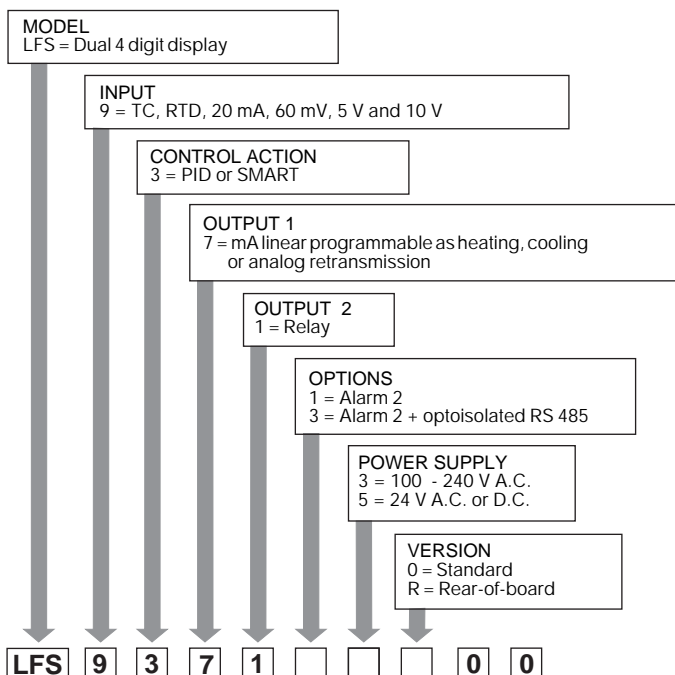 MODEL
LFS = Dual 4 digit display
INPUT
9 = TC, RTD, 20 mA, 60 mV, 5 V and 10 V
CONTROL ACTION
3 = PID or SMART
OUTPUT 1
7 = mA linear programmable as heating, cooling
or analog retransmission
OUTPUT 2
1 = Relay
OPTIONS
1 = Alarm 2
3 = Alarm 2 + optoisolated RS 485
POWER SUPPLY
3 = 100 - 240 V A.C.
5 = 24 V A.C. or D.C.
VERSION
0 = Standard
R = Rear-of-board
LFS 9 3 7 1 0 0